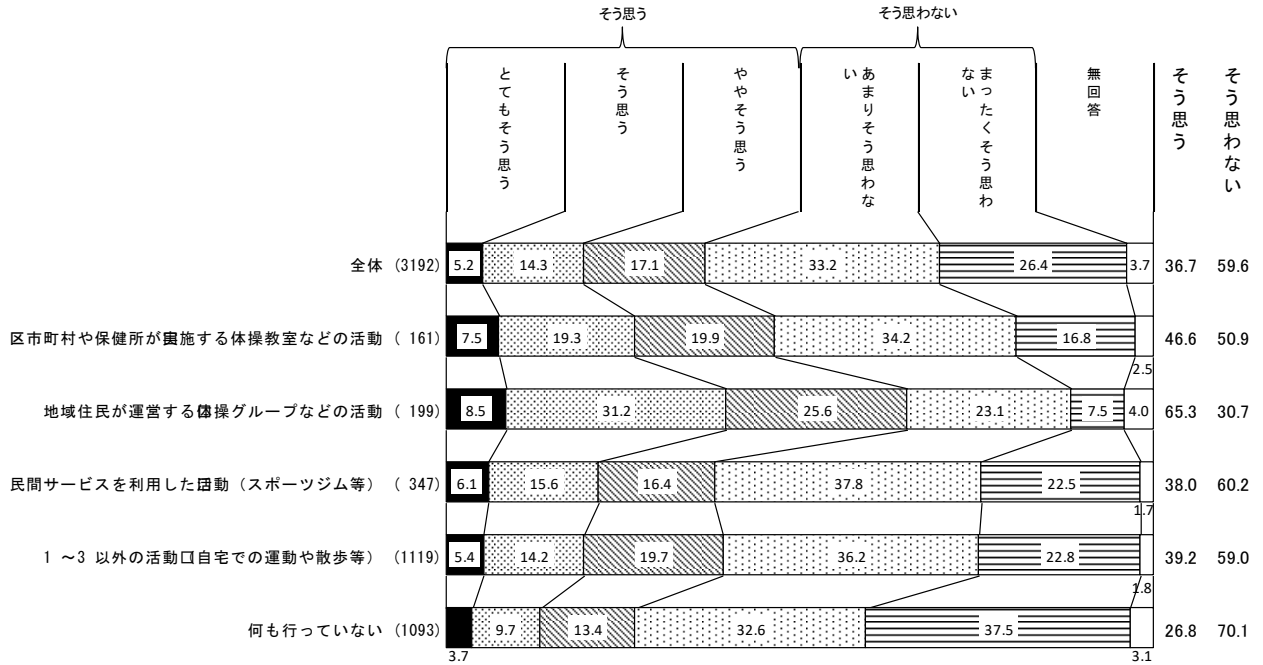 そう思う
そう思わない
とてもそう思う
そう思う
ややそう思う
あまりそう思わな
い
まったくそう思わ
ない
無回答
そう思う
そう思わない
全体 (3192) 5.2 14.3 17.1 33.2 26.4 3.7 36.7 59.6
区市町村や保健所が実施する体操教室などの活動 ( 161) 7.5 19.3 19.9 34.2 16.8 46.6 50.9
2.5
地域住民が運営する体操グループなどの活動 ( 199) 8.5 31.2 25.6 23.1 7.5 4.0 65.3 30.7
民間サービスを利用した活動（スポーツジム等） ( 347) 6.1 15.6 16.4 37.8 22.5 38.0 60.2
1.7
1 ~3 以外の活動（自宅での運動や散歩等） (1119) 5.4 14.2 19.7 36.2 22.8 39.2 59.0
1.8
何も行っていない (1093) 9.7 13.4 32.6 37.5 26.8 70.1
3.7 3.1